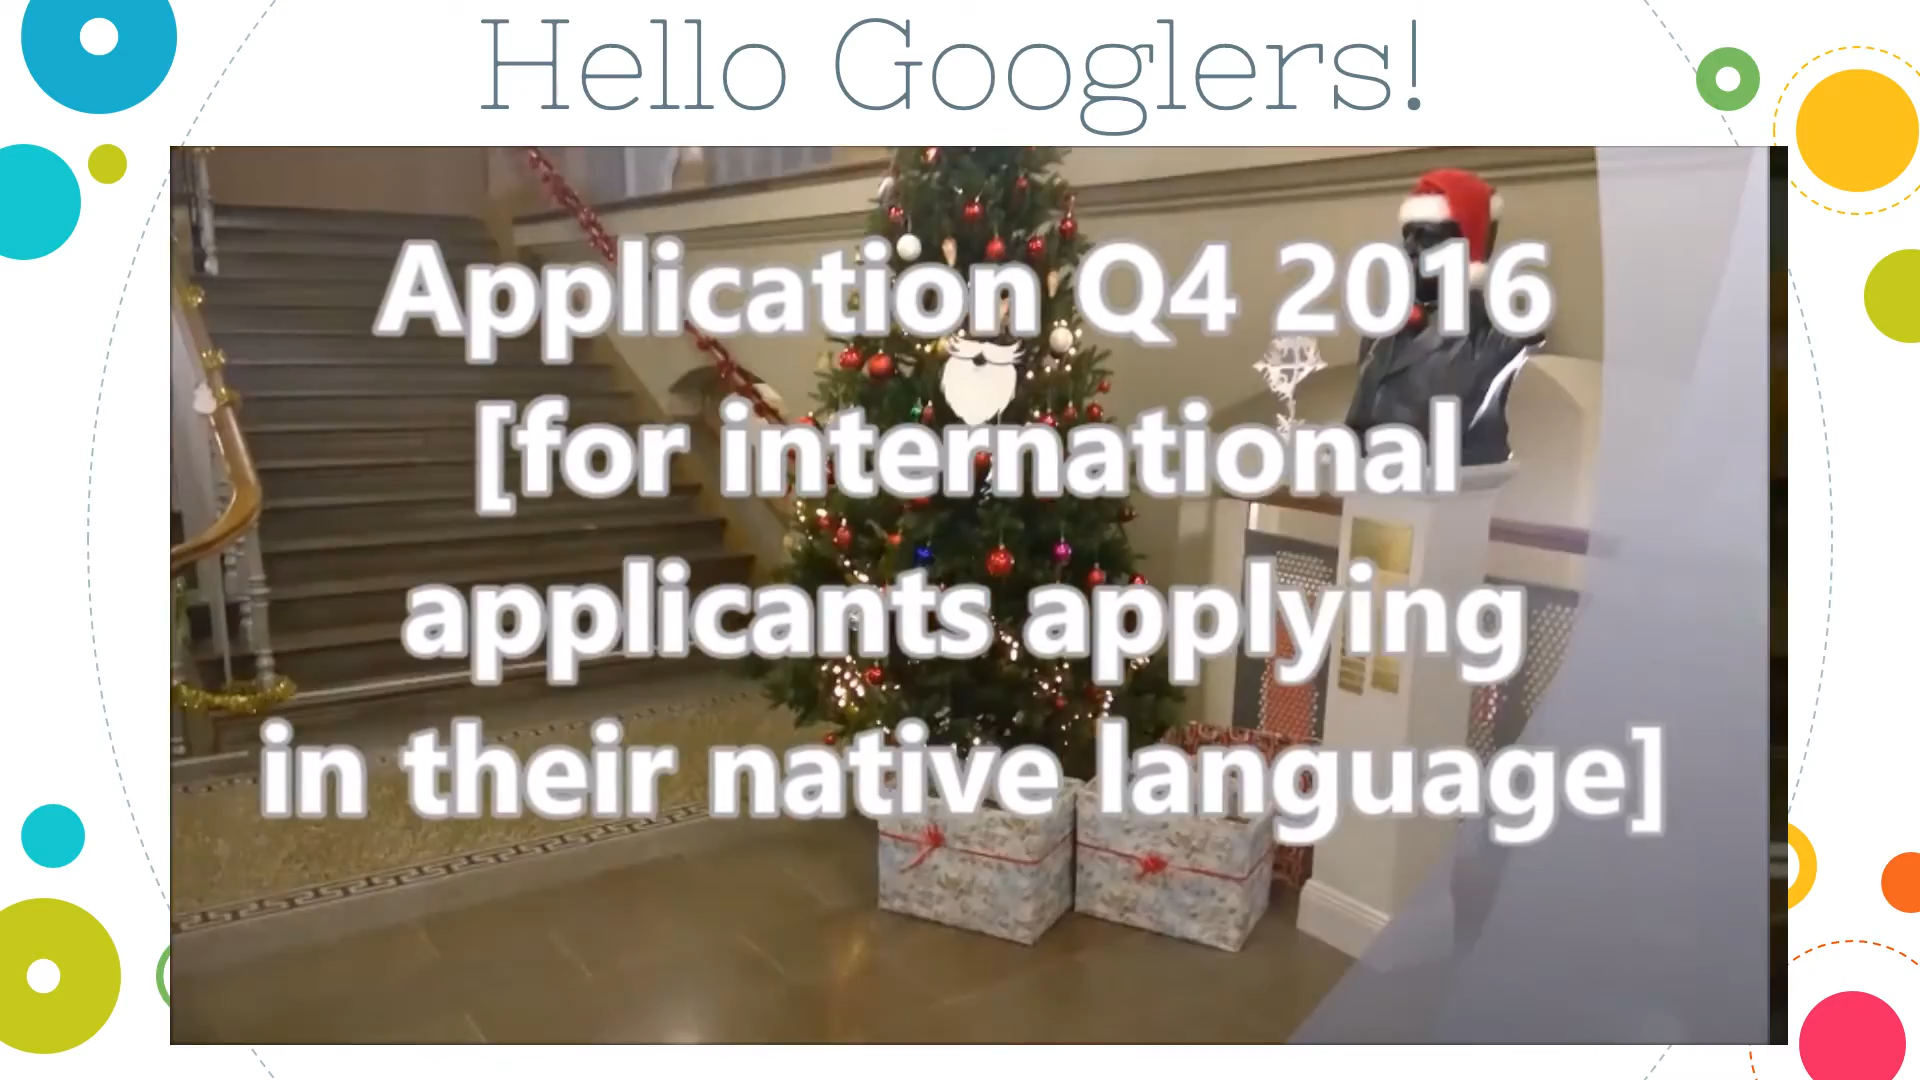 Hello Googlers!
Application Q4 2016
[for international
applicants applying
in their native language]